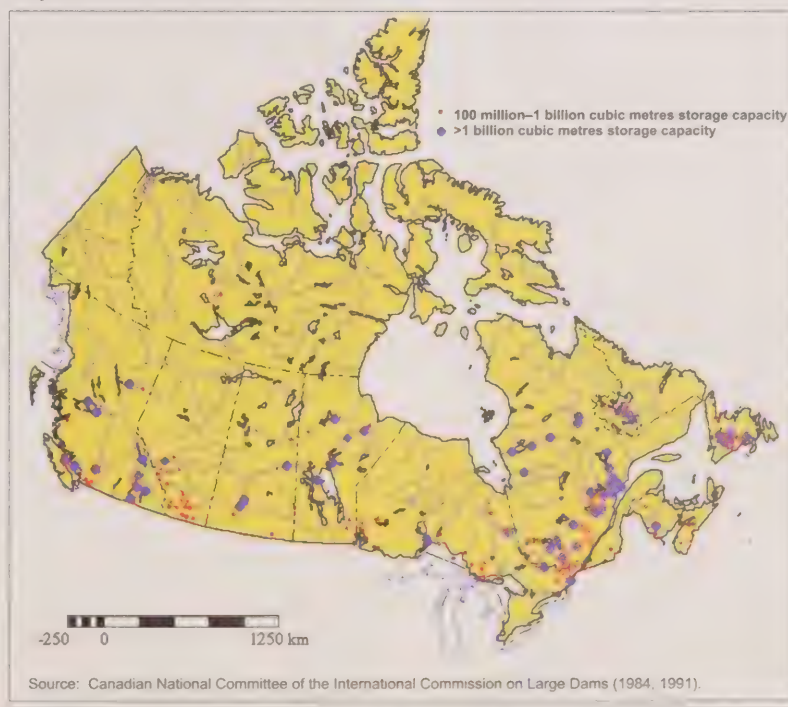 100 million–1 billion cubic metres storage capacity
>1 billion cubic metres storage capacity
-250 0 1250 km
Source: Canadian National Committee of the International Commission on Large Dams (1984, 1991).